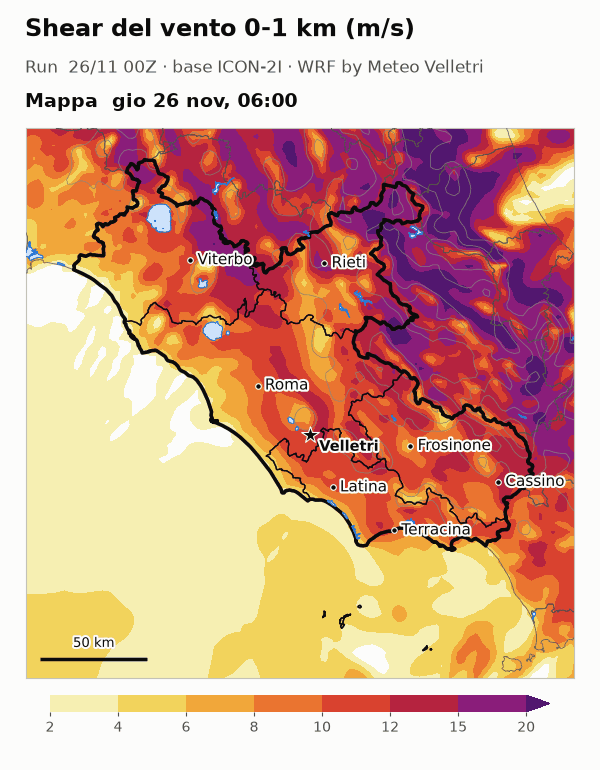 Shear del vento 0-1 km (m/s)
Run  26/11 00Z · base ICON-2I · WRF by Meteo Velletri
Mappa  gio 26 nov, 06:00
Viterbo
Rieti
Roma
Velletri
Frosinone
Latina
Cassino
Terracina
50 km
2 4 6 8 10 12 15 20